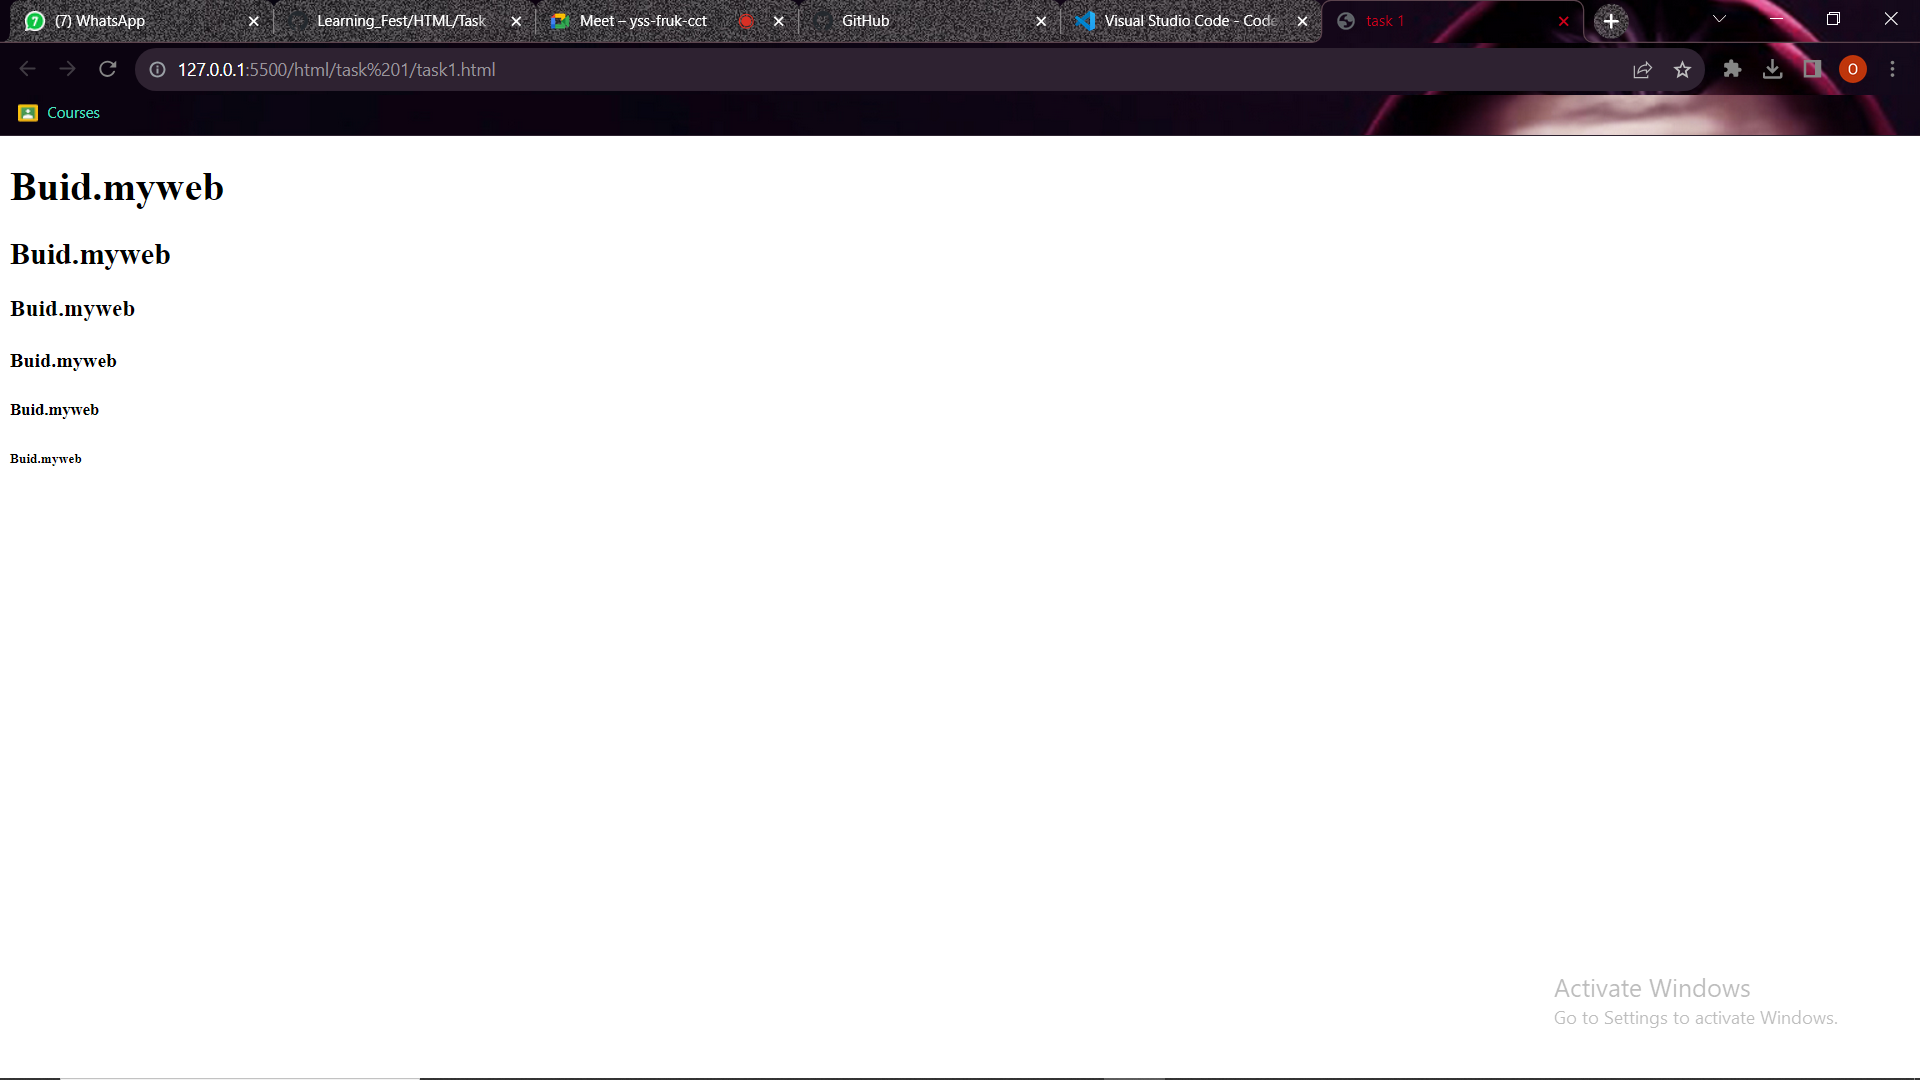 (7) WhatsApp
Learning_Fest/HTML/Task
Meet – yss-fruk-cct
GitHub
Visual Studio Code - Code
task 1
127.0.0.1:5500/html/task%201/task1.html
O
Courses
Buid.myweb
Buid.myweb
Buid.myweb
Buid.myweb
Buid.myweb
Buid.myweb
Activate Windows
Go to Settings to activate Windows.